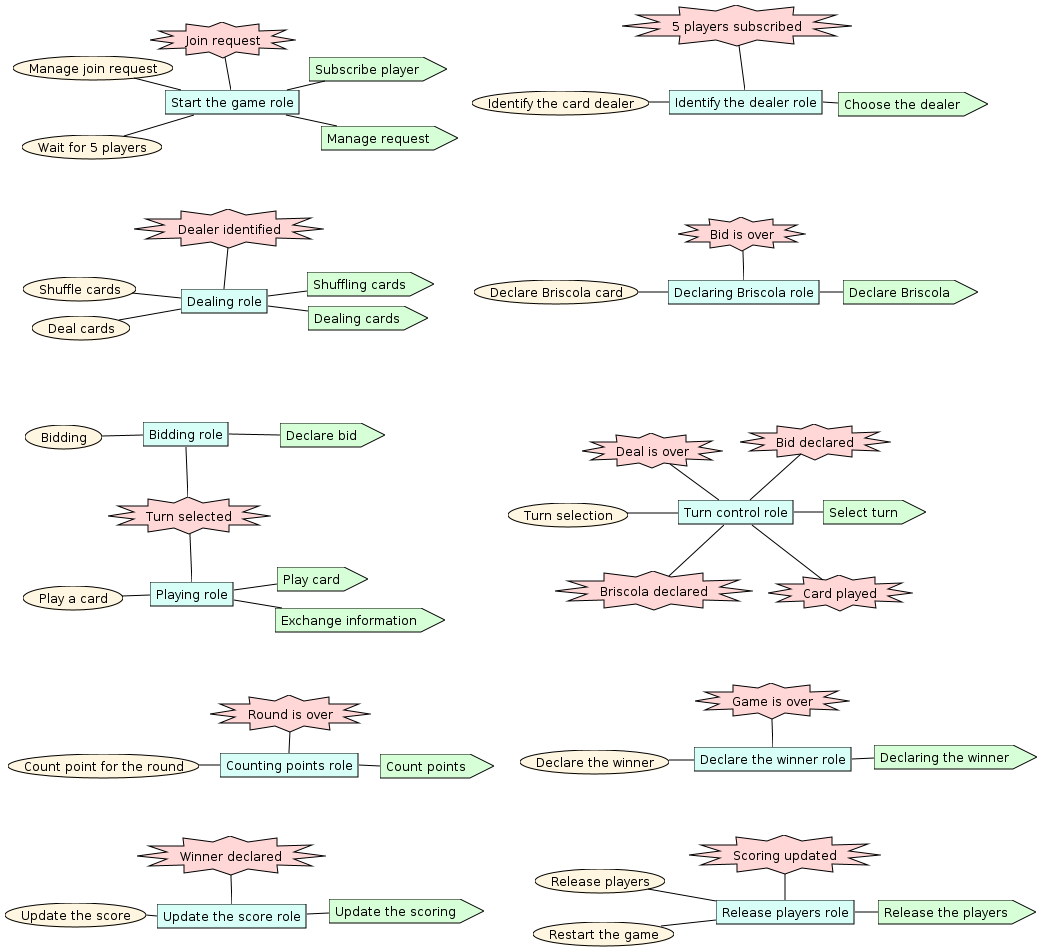 Join request
Manage join request
Subscribe player
Start the game role
Manage request
Wait for 5 players
5 players subscribed
Identify the card dealer
Identify the dealer role
Choose the dealer
Dealer identified
Shuffle cards
Shuffling cards
Dealing role
Dealing cards
Deal cards
Bid is over
Declare Briscola card
Declaring Briscola role
Declare Briscola
Bidding
Bidding role
Declare bid
Turn selected
Play a card
Playing role
Play card
Exchange information
Deal is over
Bid declared
Turn selection
Turn control role
Select turn
Briscola declared
Card played
Round is over
Count point for the round
Counting points role
Count points
Game is over
Declare the winner
Declare the winner role
Declaring the winner
Winner declared
Update the score
Update the score role
Update the scoring
Scoring updated
Release players
Release players role
Release the players
Restart the game